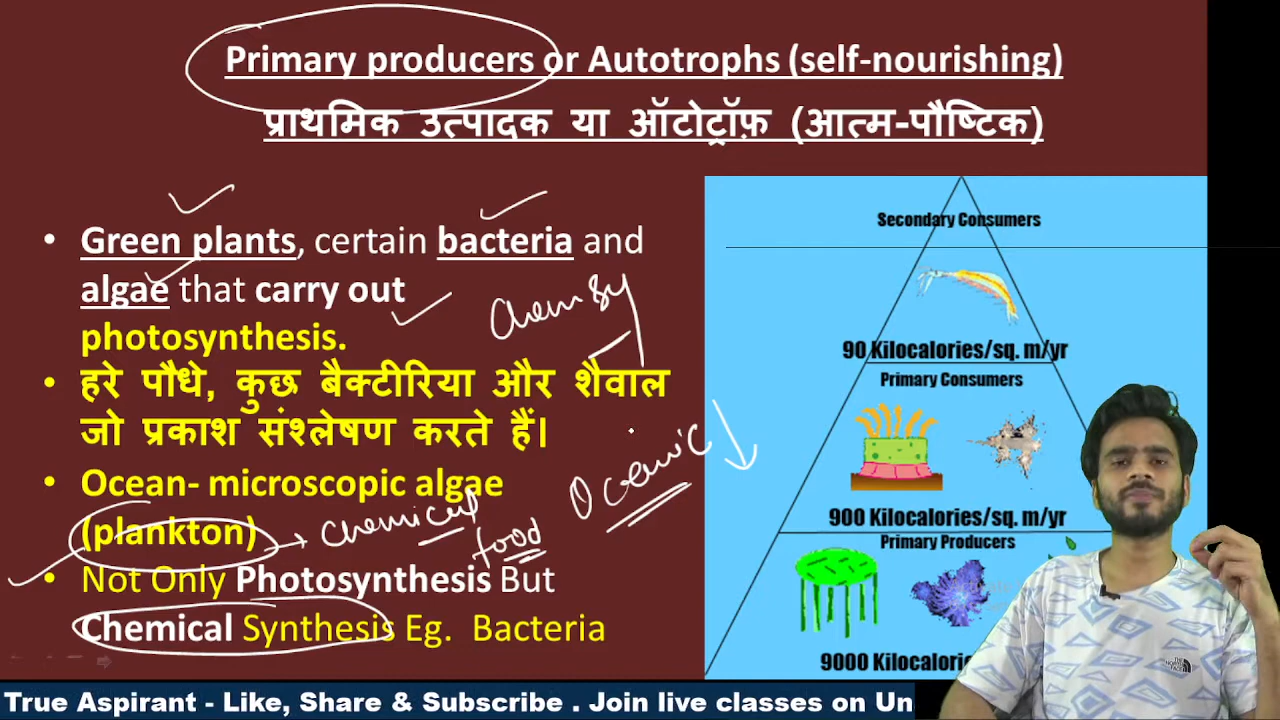 Primary producers or Autotrophs (self-nourishing)
प्राथमिक उत्पादक या ऑटोट्रॉफ़ (आत्म-पौष्टिक)
• Green plants, certain bacteria and
algae that carry out
photosynthesis.
• हरे पौधे, कुछ बैक्टीरिया और शैवाल
जो प्रकाश संश्लेषण करते हैं।
• Ocean- microscopic algae
(plankton)
• Not Only Photosynthesis But
Chemical Synthesis Eg. Bacteria
Chemical
food
Oceanic
Secondary Consumers
90 Kilocalories/sq. m/yr
Primary Consumers
900 Kilocalories/sq. m/yr
Primary Producers
9000 Kilocalorie
True Aspirant - Like, Share & Subscribe . Join live classes on Un